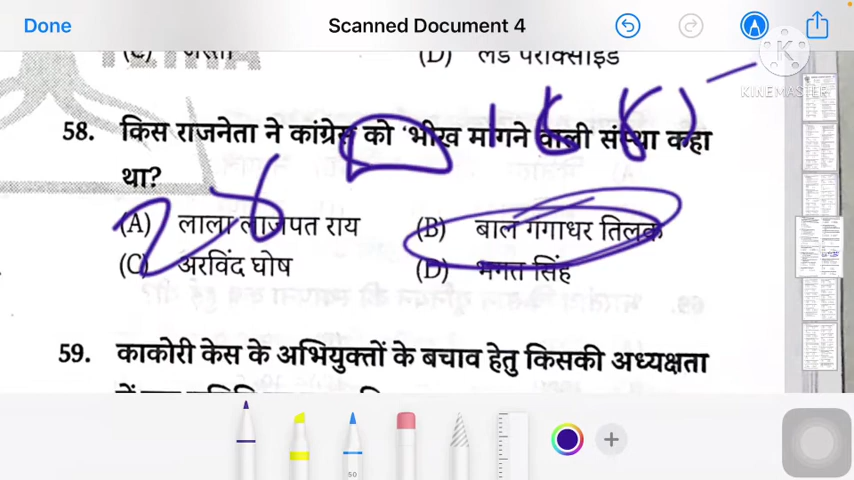 Done
Scanned Document 4
KINEMASTER
(D) लेड पेरॉक्साइड
58. किस राजनेता ने कांग्रेस को 'भीख मांगने वाली संस्था कहा
था?
(A) लाला लाजपत राय (B) बाल गंगाधर तिलक
(C) अरविंद घोष (D) भगत सिंह
59. काकोरी केस के अभियुक्तों के बचाव हेतु किसकी अध्यक्षता
50